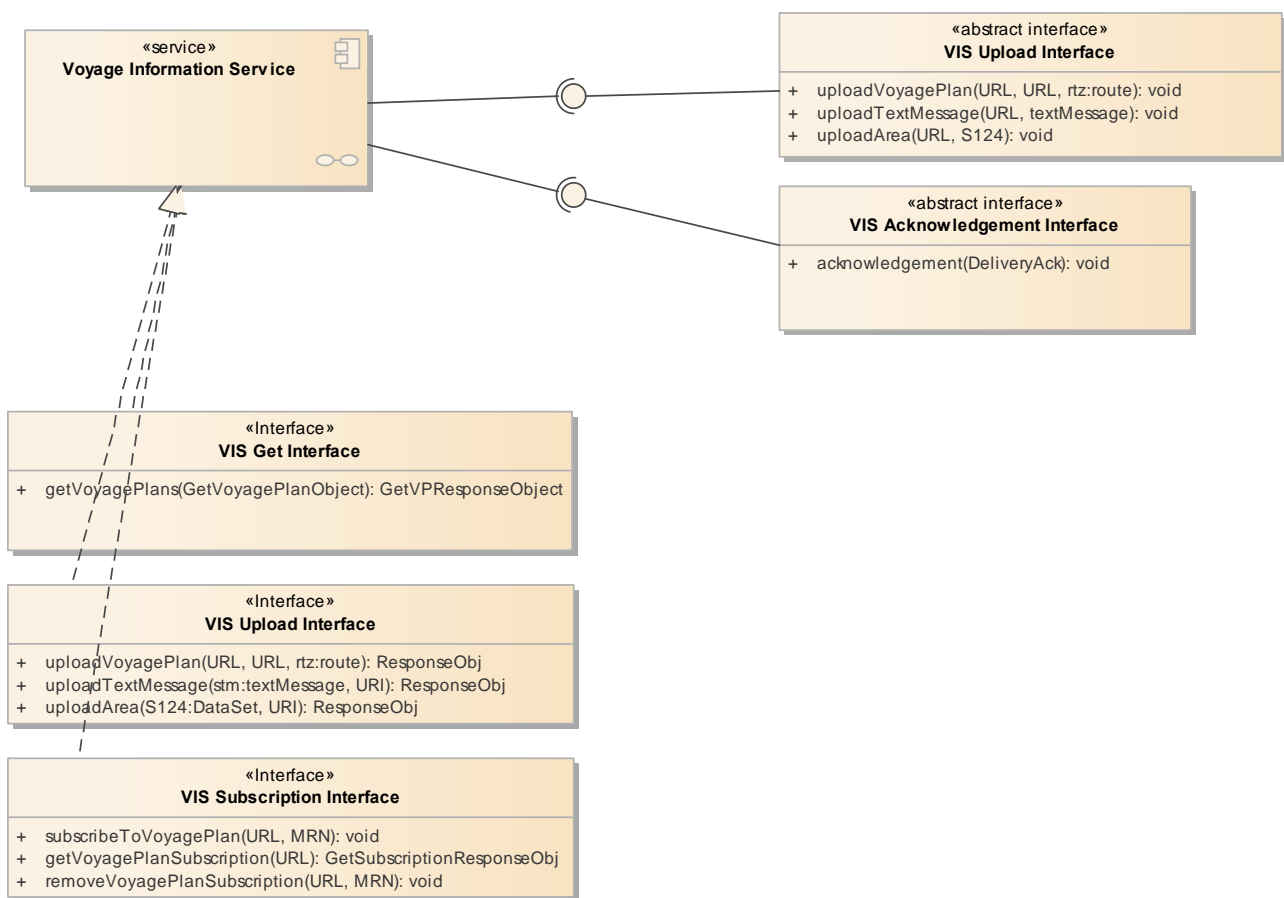 «service»
Voyage Information Service
«abstract interface»
VIS Upload Interface
+ uploadVoyagePlan(URL, URL, rtz:route): void
+ uploadTextMessage(URL, textMessage): void
+ uploadArea(URL, S124): void
«abstract interface»
VIS Acknowledgement Interface
+ acknowledgement(DeliveryAck): void
«Interface»
VIS Get Interface
+ getVoyagePlans(GetVoyagePlanObject): GetVPResponseObject
«Interface»
VIS Upload Interface
+ uploadVoyagePlan(URL, URL, rtz:route): ResponseObj
+ uploadTextMessage(stm:textMessage, URI): ResponseObj
+ uploadArea(S124:DataSet, URI): ResponseObj
«Interface»
VIS Subscription Interface
+ subscribeToVoyagePlan(URL, MRN): void
+ getVoyagePlanSubscription(URL): GetSubscriptionResponseObj
+ removeVoyagePlanSubscription(URL, MRN): void